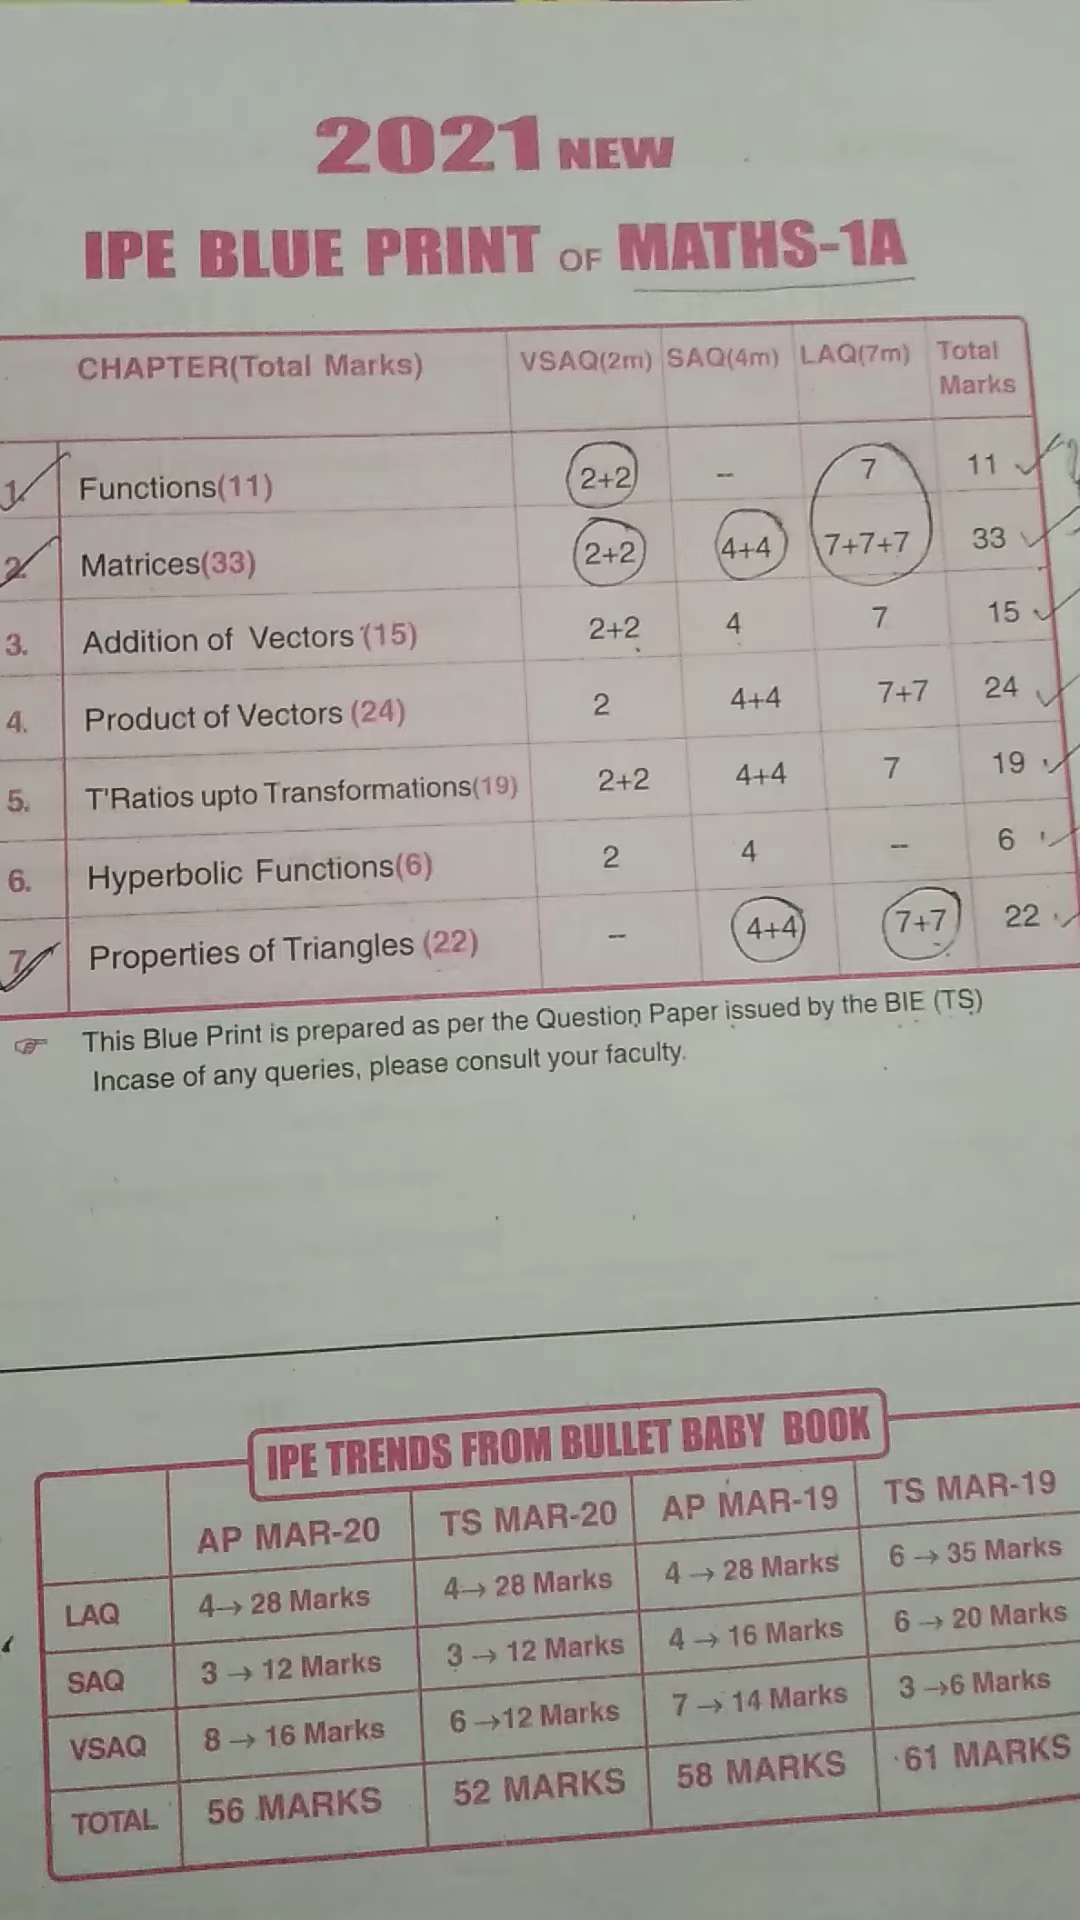 2021 NEW
IPE BLUE PRINT OF MATHS-1A
CHAPTER(Total Marks) VSAQ(2m) SAQ(4m) LAQ(7m) Total Marks
1. Functions(11) 2+2 – 7 11
2. Matrices(33) 2+2 4+4 7+7+7 33
3. Addition of Vectors (15) 2+2 4 7 15
4. Product of Vectors (24) 2 4+4 7+7 24
5. T'Ratios upto Transformations(19) 2+2 4+4 7 19
6. Hyperbolic Functions(6) 2 4 – 6
7. Properties of Triangles (22) – 4+4 7+7 22
☞ This Blue Print is prepared as per the Question Paper issued by the BIE (TS)
Incase of any queries, please consult your faculty.
IPE TRENDS FROM BULLET BABY BOOK
AP MAR-20 TS MAR-20 AP MAR-19 TS MAR-19
LAQ 4→ 28 Marks 4→ 28 Marks 4 → 28 Marks 6 → 35 Marks
SAQ 3 → 12 Marks 3 → 12 Marks 4 → 16 Marks 6 → 20 Marks
VSAQ 8 → 16 Marks 6 →12 Marks 7 → 14 Marks 3 →6 Marks
TOTAL 56 MARKS 52 MARKS 58 MARKS 61 MARKS